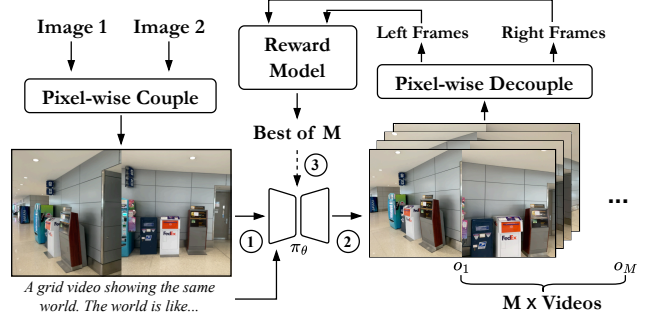 Image 1 Image 2
Reward Model
Left Frames Right Frames
Pixel-wise Couple
Pixel-wise Decouple
Best of M
3
FedEx
FedEx
...
1
πθ
2
A grid video showing the same
world. The world is like...
o1
oM
M x Videos